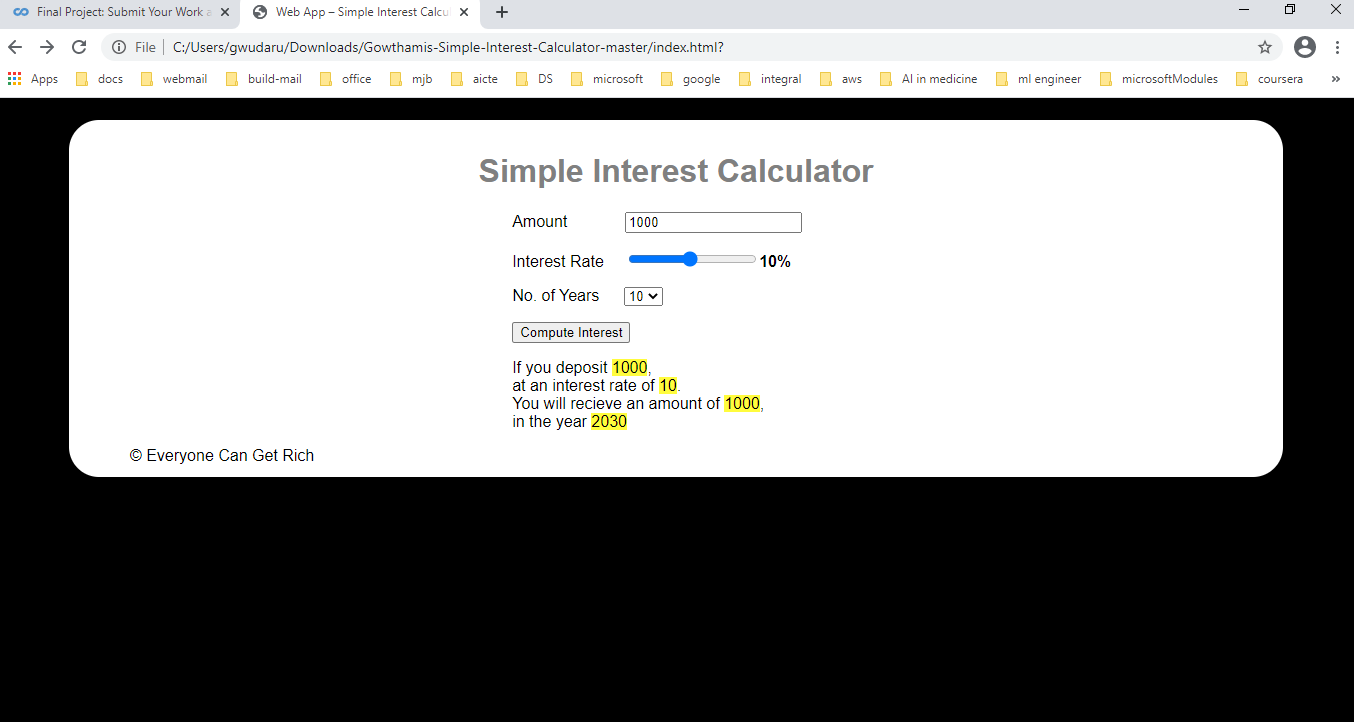 Final Project: Submit Your Work a
Web App – Simple Interest Calcu
File
C:/Users/gwudaru/Downloads/Gowthamis-Simple-Interest-Calculator-master/index.html?
Apps docs webmail build-mail office mjb aicte DS microsoft google integral aws AI in medicine ml engineer microsoftModules coursera »
Simple Interest Calculator
Amount 1000
Interest Rate 10%
No. of Years 10
Compute Interest
If you deposit 1000,
at an interest rate of 10.
You will recieve an amount of 1000,
in the year 2030
© Everyone Can Get Rich